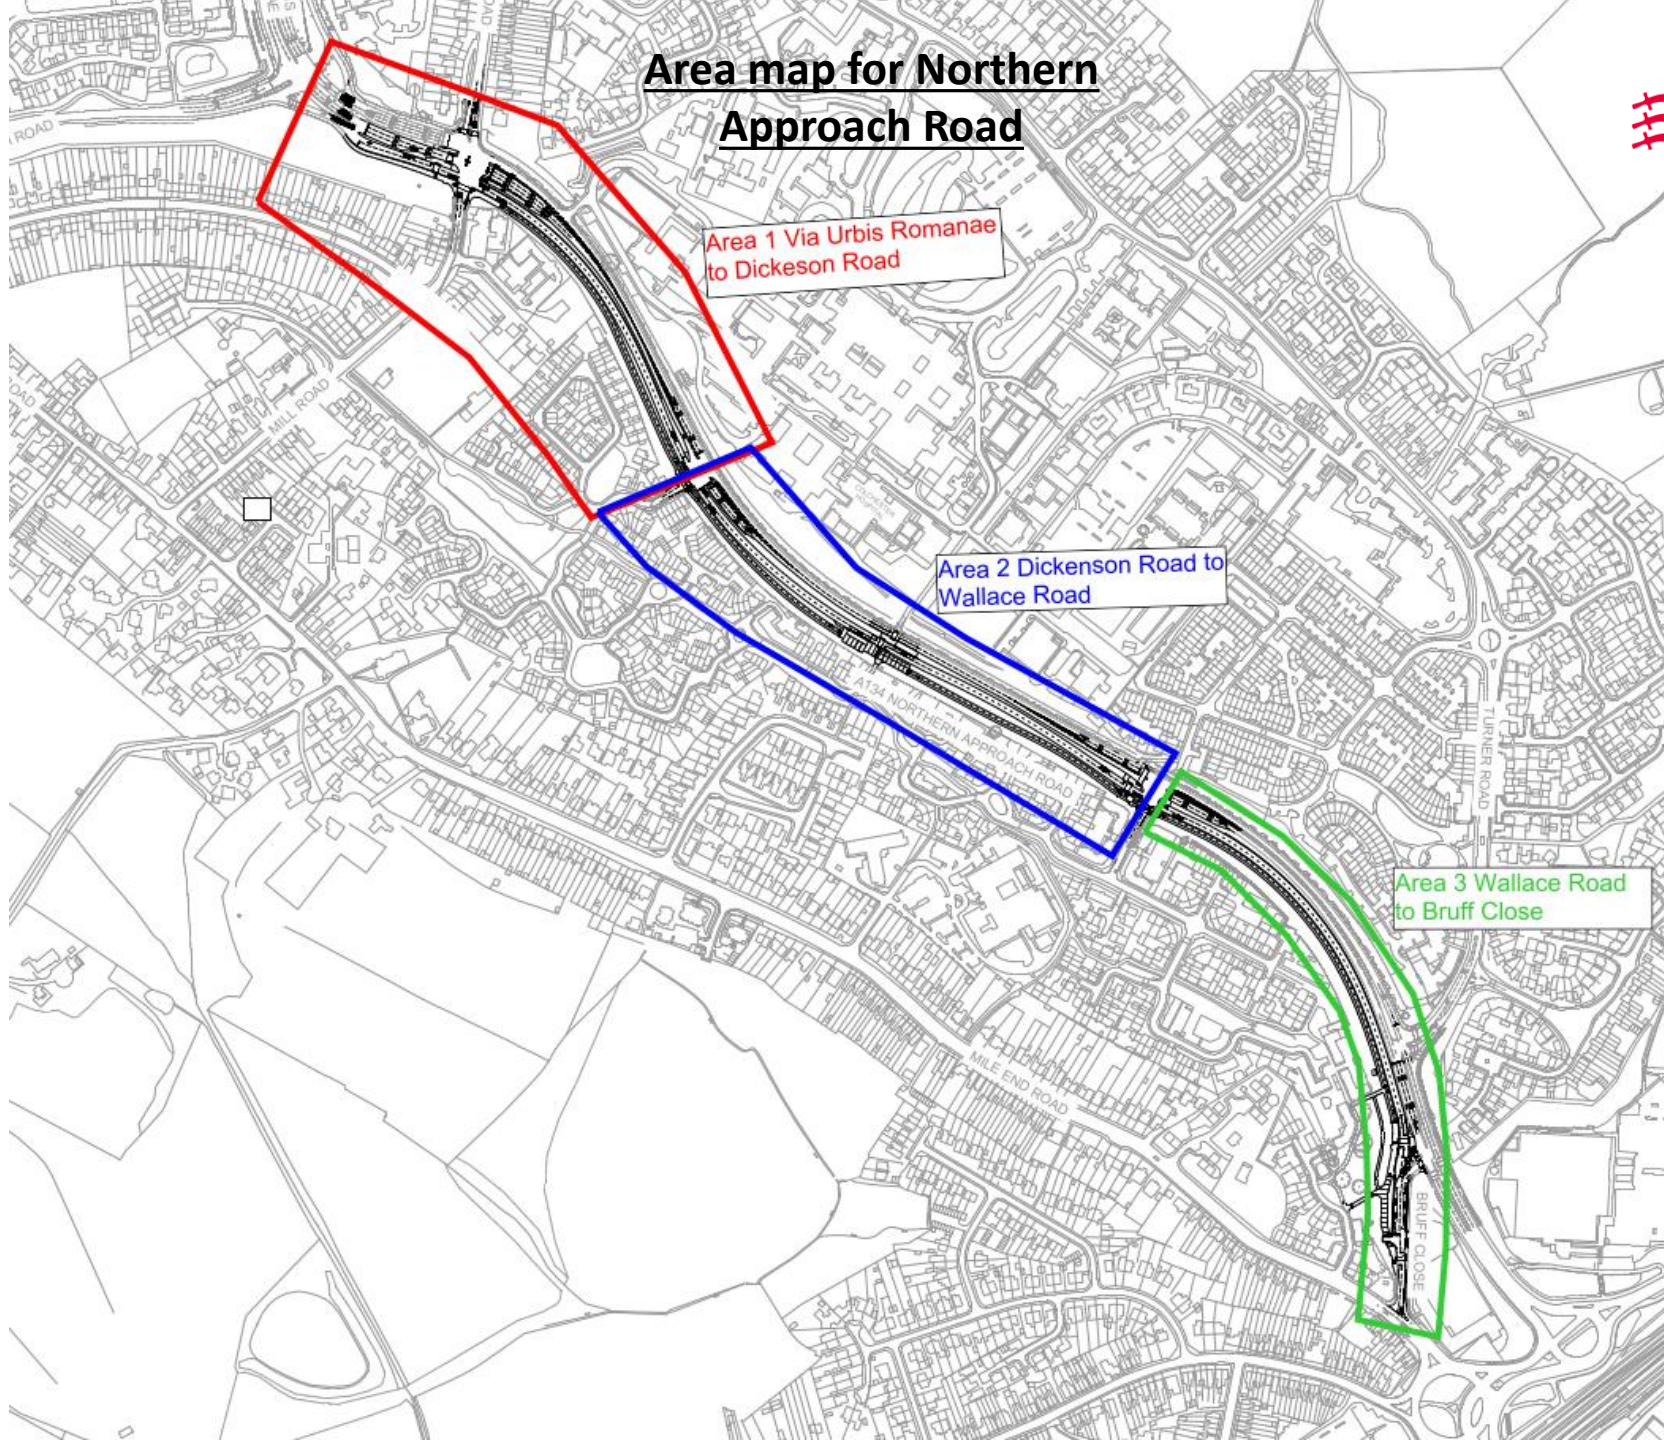 Area map for Northern
Approach Road
ROAD
ROAD
Area 1 Via Urbis Romanae
to Dickeson Road
ROAD
MILL ROAD
Area 2 Dickenson Road to
Wallace Road
A134 NORTHERN APPROACH ROAD
TURNER ROAD
Area 3 Wallace Road
to Bruff Close
MILE END ROAD
BRUFF CLOSE